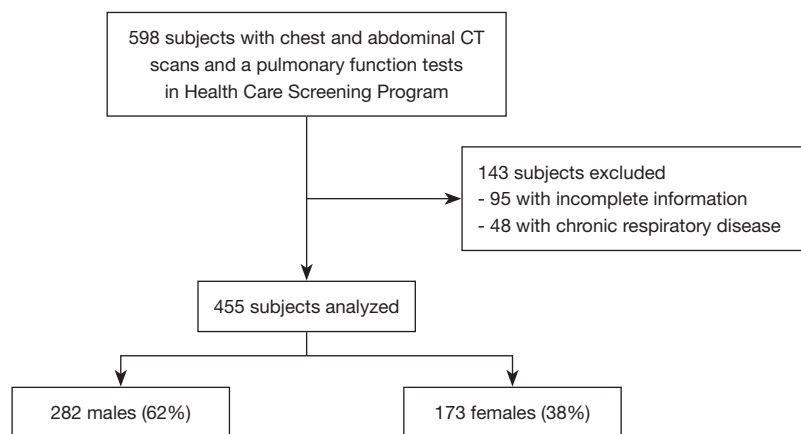 598 subjects with chest and abdominal CT
scans and a pulmonary function tests
in Health Care Screening Program
143 subjects excluded
- 95 with incomplete information
- 48 with chronic respiratory disease
455 subjects analyzed
282 males (62%)
173 females (38%)